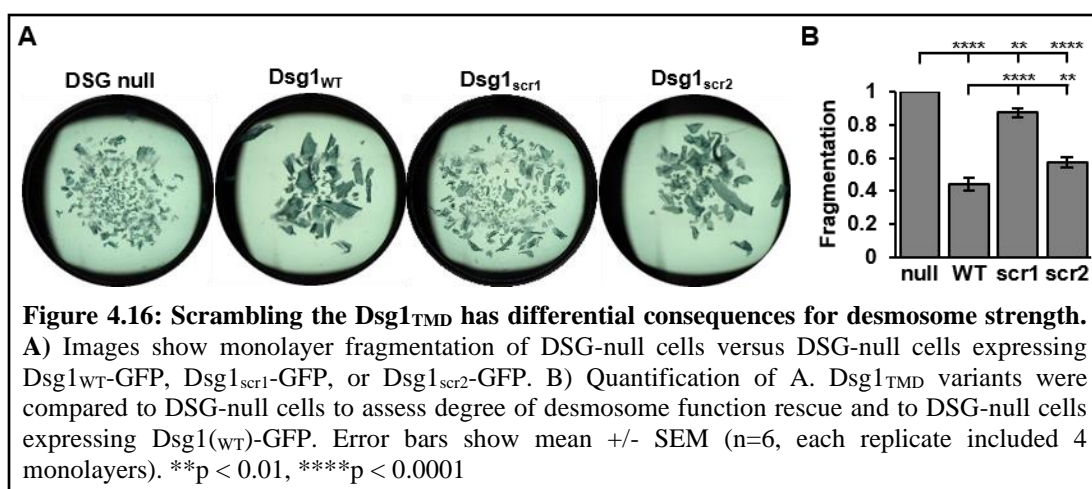 A
DSG null
Dsg1WT
Dsg1scr1
Dsg1scr2
B
**** ** ****
**** **
Fragmentation
1
0.8
0.6
0.4
0.2
0
null WT scr1 scr2
Figure 4.16: Scrambling the Dsg1TMD has differential consequences for desmosome strength.
A) Images show monolayer fragmentation of DSG-null cells versus DSG-null cells expressing
Dsg1WT-GFP, Dsg1scr1-GFP, or Dsg1scr2-GFP. B) Quantification of A. Dsg1TMD variants were
compared to DSG-null cells to assess degree of desmosome function rescue and to DSG-null cells
expressing Dsg1(WT)-GFP. Error bars show mean +/- SEM (n=6, each replicate included 4
monolayers). **p < 0.01, ****p < 0.0001